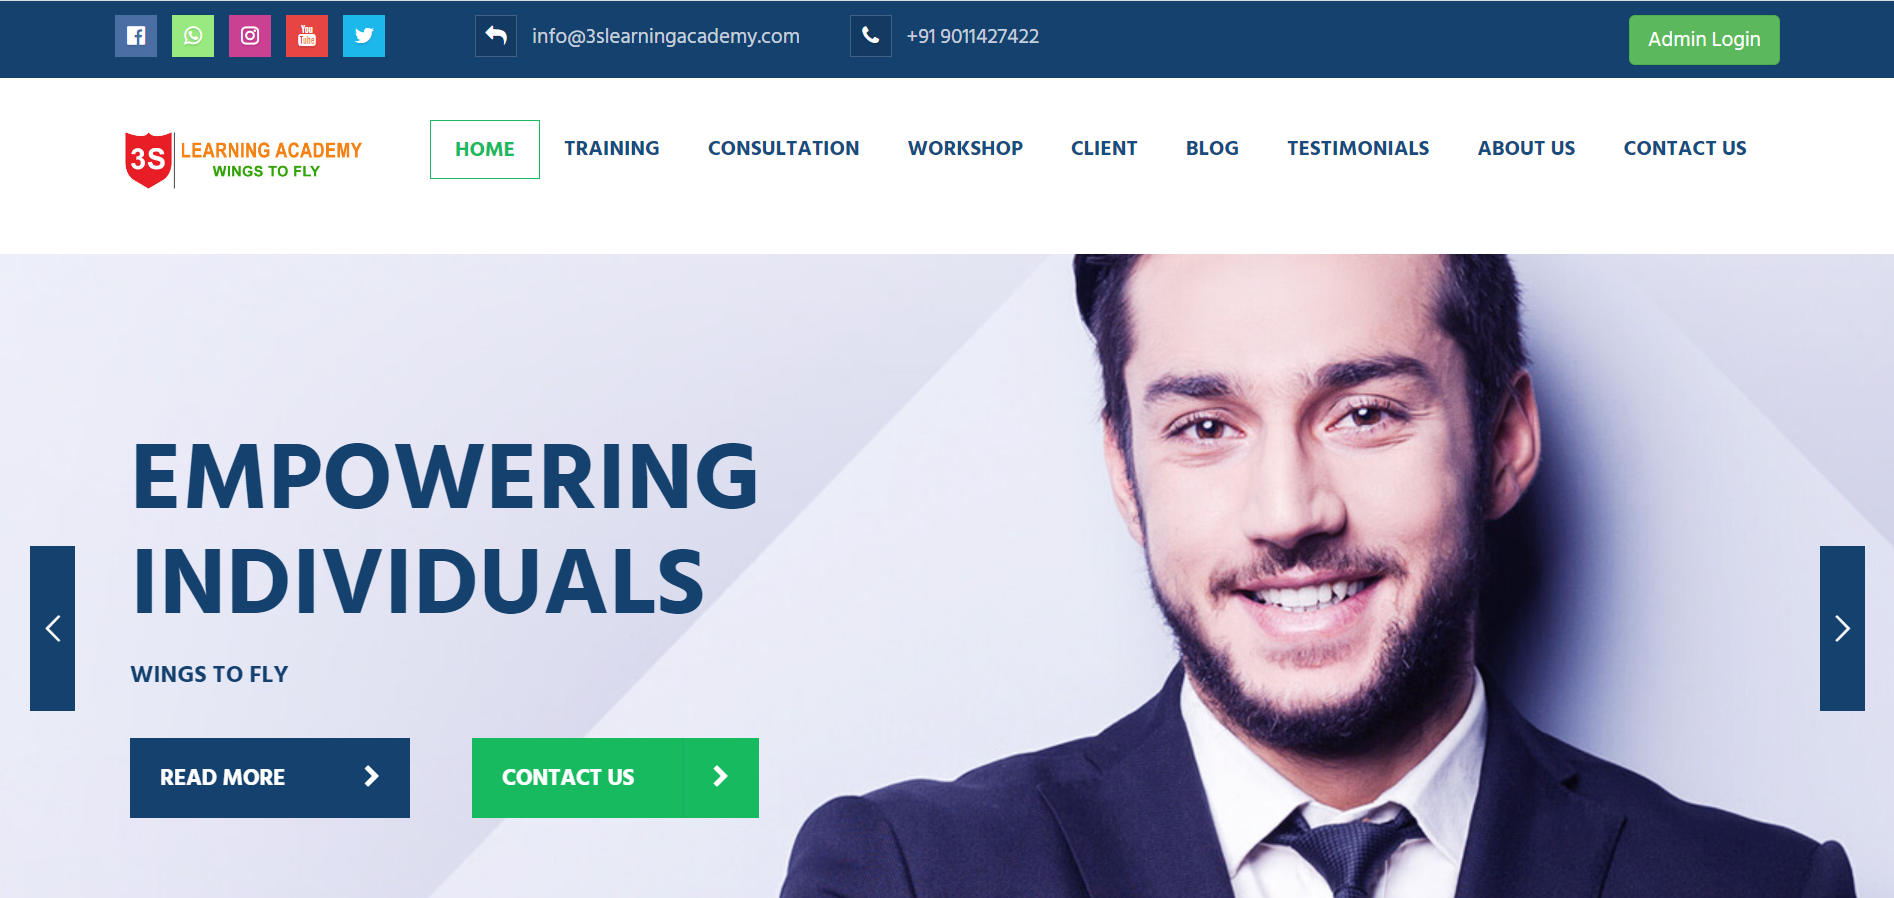 You Tube
info@3slearningacademy.com
+91 9011427422
Admin Login
3S LEARNING ACADEMY
WINGS TO FLY
HOME TRAINING CONSULTATION WORKSHOP CLIENT BLOG TESTIMONIALS ABOUT US CONTACT US
EMPOWERING
INDIVIDUALS
WINGS TO FLY
READ MORE
CONTACT US